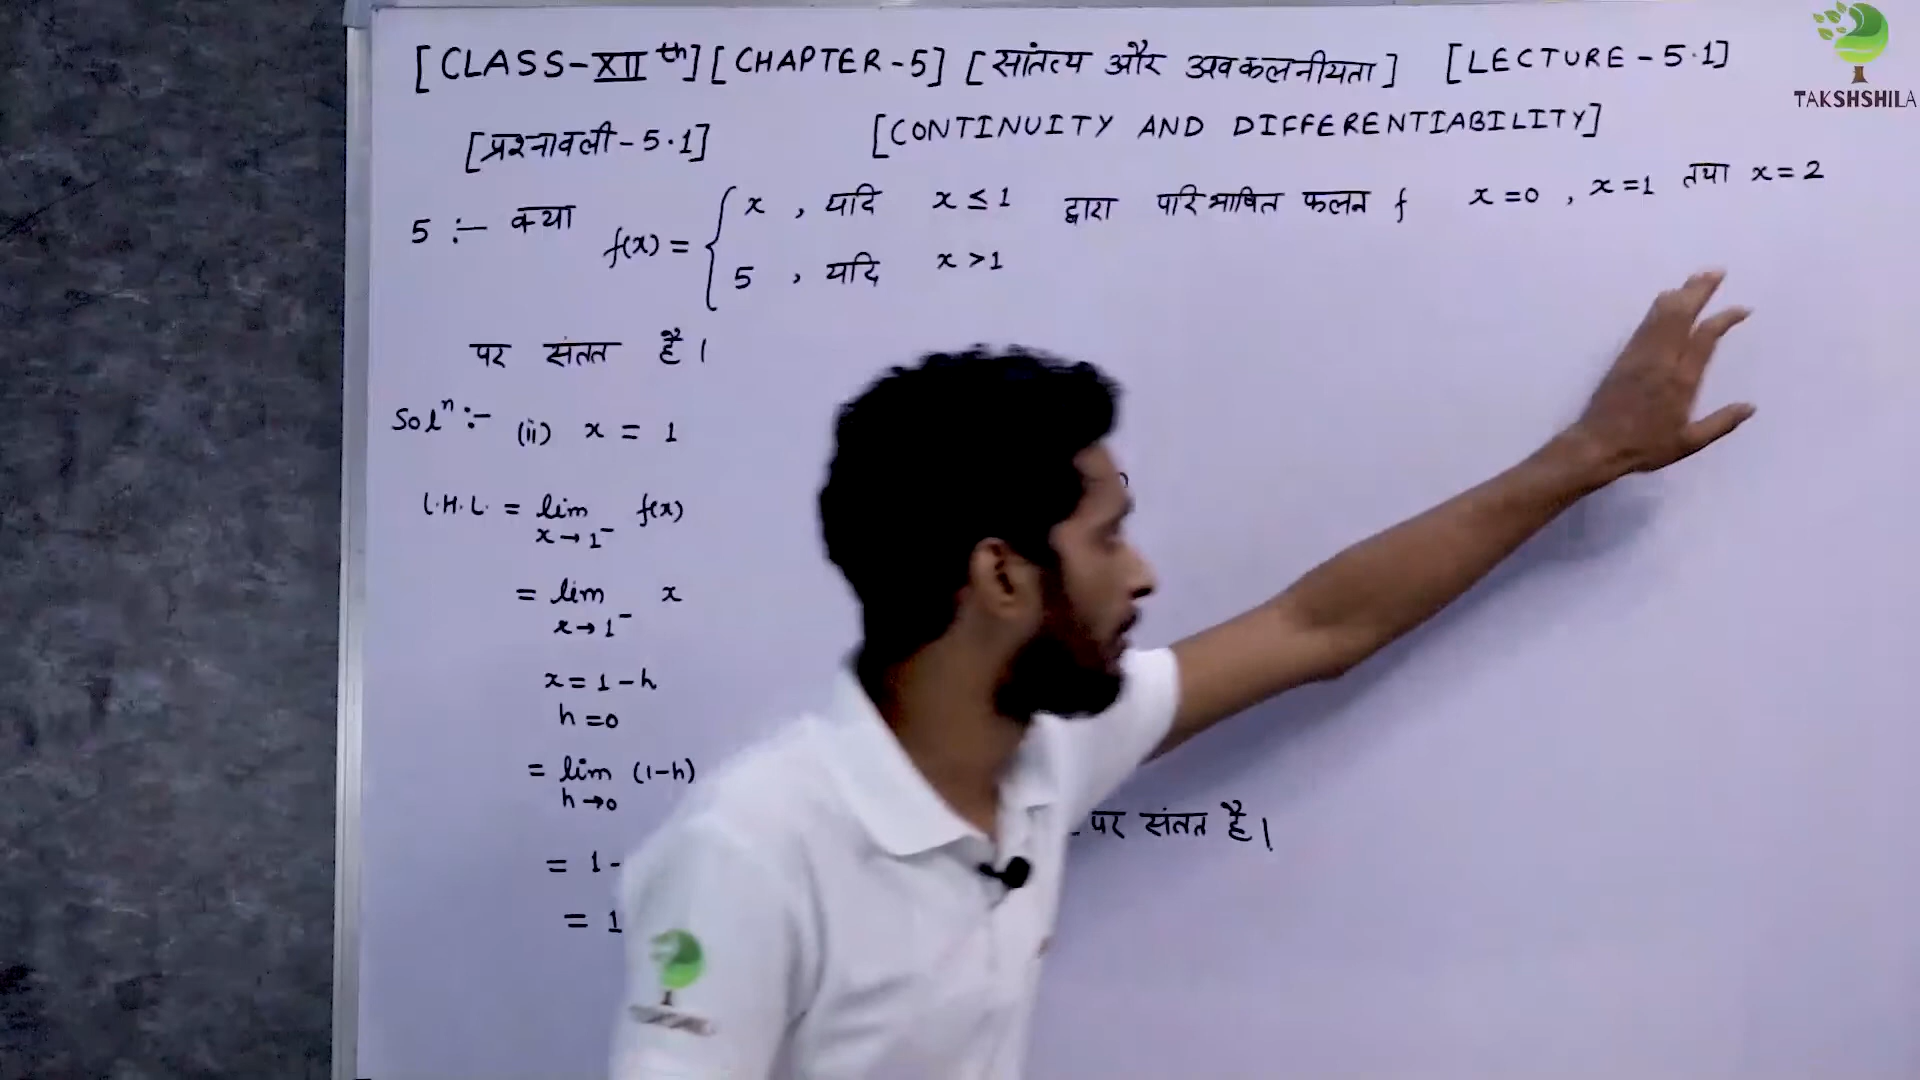 [CLASS-XIIth] [CHAPTER-5] [सांतत्य और अवकलनीयता] [LECTURE-5.1]
TAKSHSHILA
[प्रश्नावली-5.1] [CONTINUITY AND DIFFERENTIABILITY]
5 :- क्या f(x) = { x , यदि x ≤ 1 द्वारा परिभाषित फलन f x=0 , x=1 तथा x=2
5 , यदि x >1
पर संतत है।
Solⁿ :- (ii) x = 1
L.H.L. = lim f(x)
x→1⁻
= lim x
x→1⁻
x = 1-h
h = 0
= lim (1-h)
h→0
पर संतत है।
= 1-
= 1